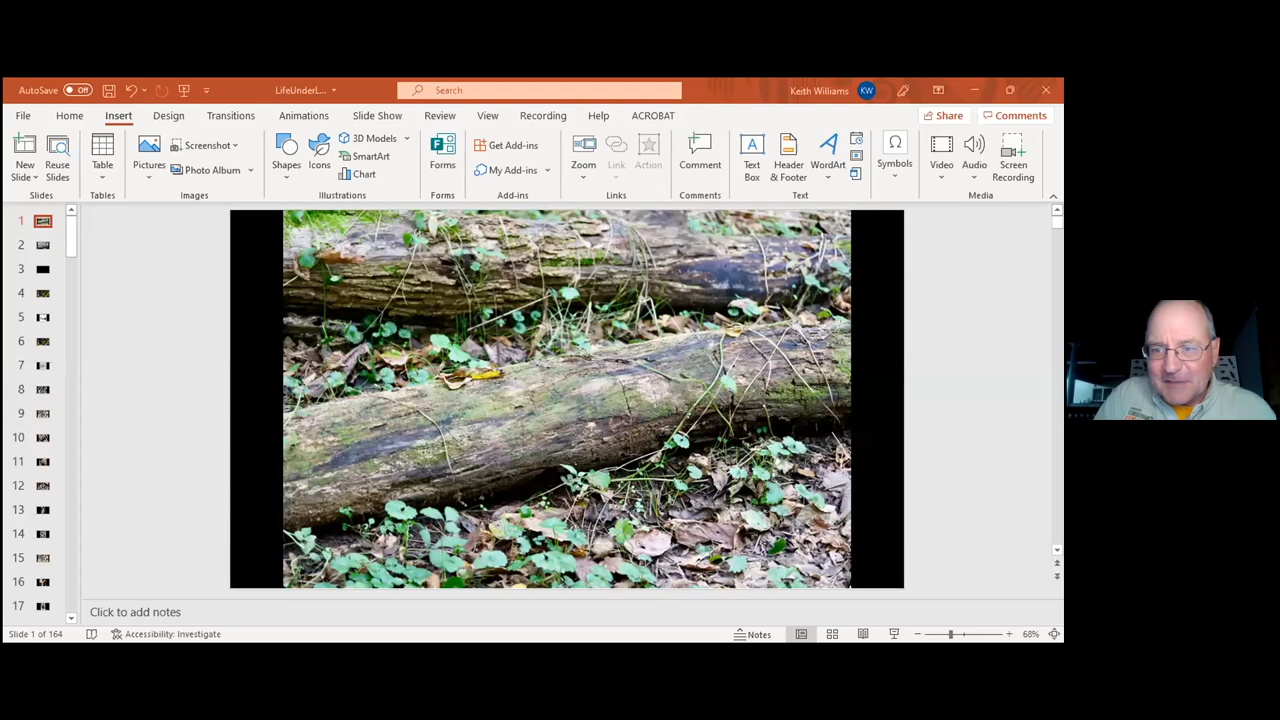 AutoSave Off LifeUnderL... Search Keith Williams KW
File Home Insert Design Transitions Animations Slide Show Review View Recording Help ACROBAT Share Comments
New Slide
Reuse Slides
Slides
Table
Tables
Pictures
Screenshot
Photo Album
Images
Shapes
Icons
3D Models
SmartArt
Chart
Illustrations
Forms
Forms
Get Add-ins
My Add-ins
Add-ins
Zoom
Link
Action
Links
Comment
Comments
Text Box
Header & Footer
WordArt
Text
Symbols
Video
Audio
Screen Recording
Media
1
2
3
4
5
6
7
8
9
10
11
12
13
14
15
16
17
Click to add notes
Slide 1 of 164 Accessibility: Investigate Notes 68%